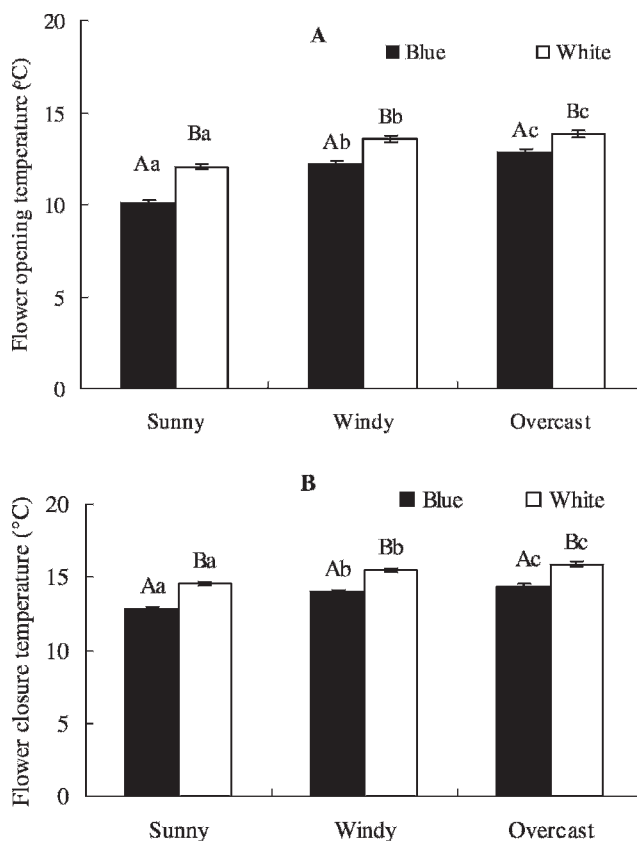 A
Blue White
Flower opening temperature (°C)
20
15
10
5
0
Aa Ba Ab Bb Ac Bc
Sunny Windy Overcast
B
Blue White
Flower closure temperature (°C)
20
15
10
5
0
Aa Ba Ab Bb Ac Bc
Sunny Windy Overcast